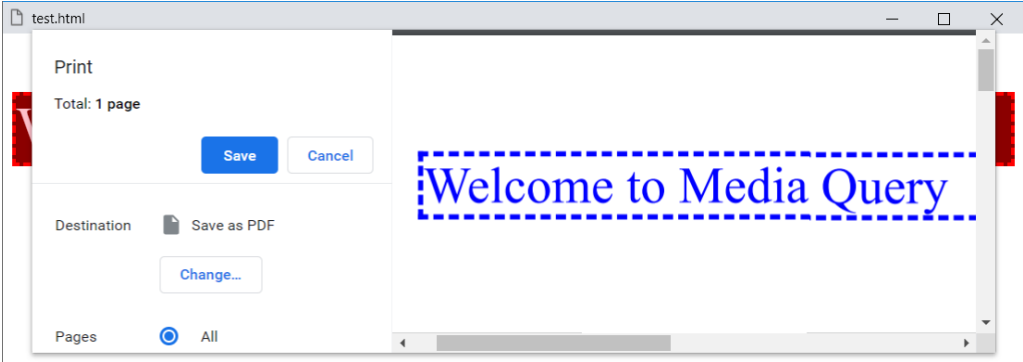 test.html
Print
Total: 1 page
Save Cancel
Destination Save as PDF
Change...
Pages All
Welcome to Media Query